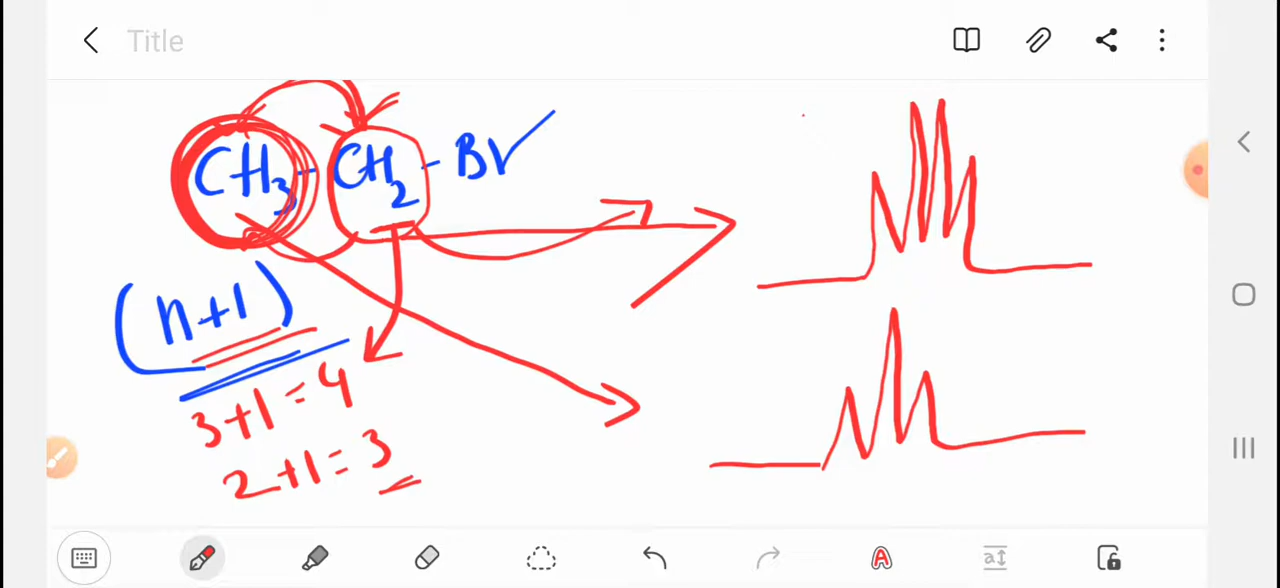 Title
CH3-CH2-Br
(n+1)
3+1=4
2+1=3